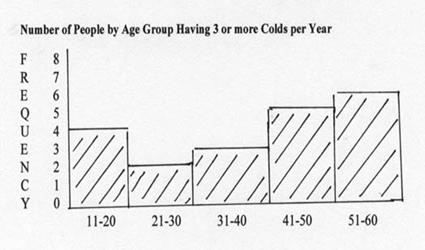 Number of People by Age Group Having 3 or more Colds per Year
F 8
R 7
E 6
Q 5
U 4
E 3
N 2
C 1
Y 0
11-20 21-30 31-40 41-50 51-60